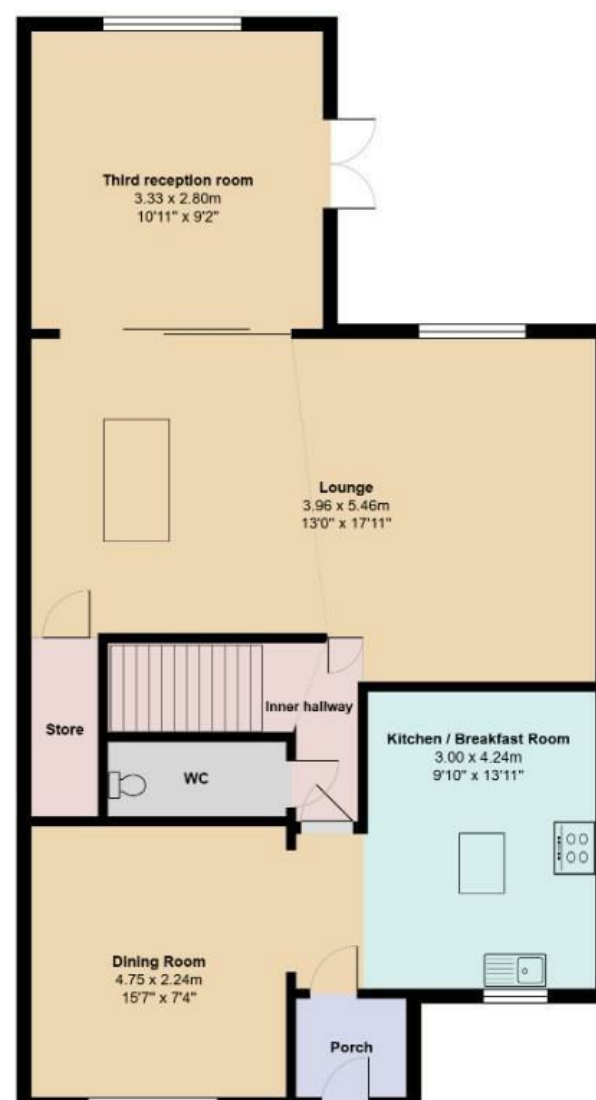 Third reception room
3.33 x 2.80m
10'11" x 9'2"
Lounge
3.96 x 5.46m
13'0" x 17'11"
Inner hallway
Store
Kitchen / Breakfast Room
3.00 x 4.24m
9'10" x 13'11"
WC
Dining Room
4.75 x 2.24m
15'7" x 7'4"
Porch